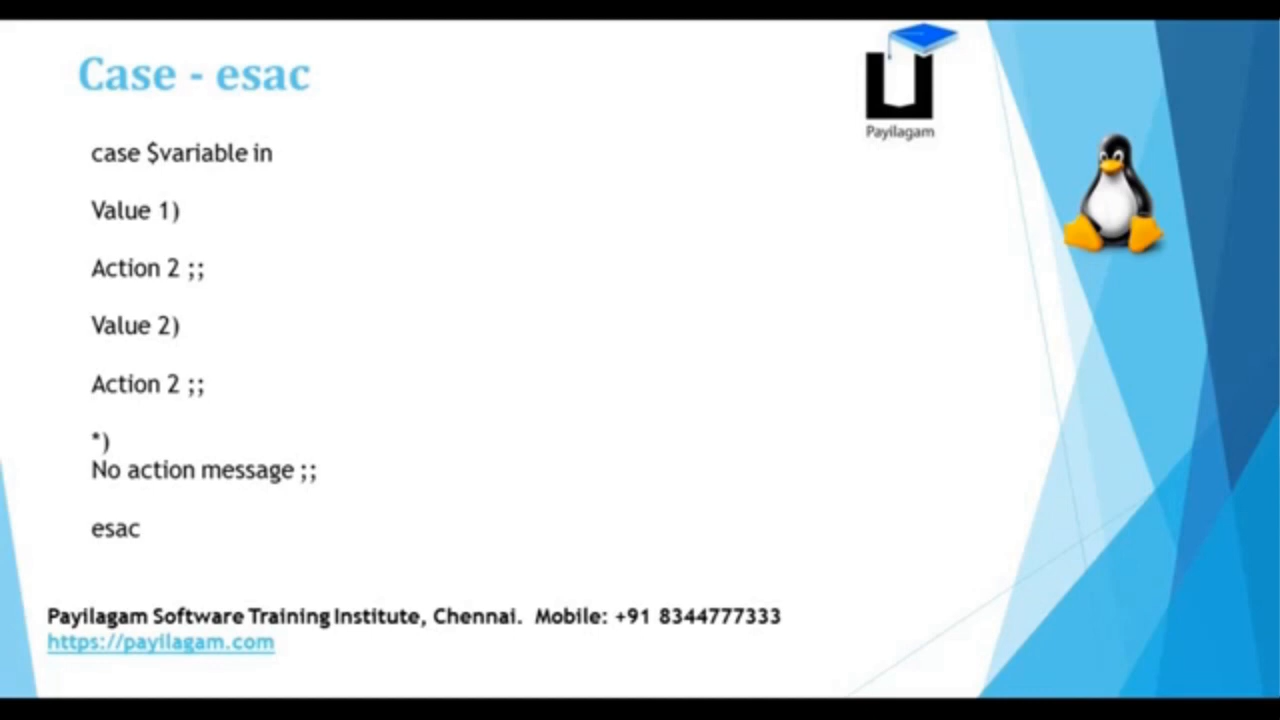 Case - esac
Payilagam
case $variable in
Value 1)
Action 2 ;;
Value 2)
Action 2 ;;
*)
No action message ;;
esac
Payilagam Software Training Institute, Chennai.  Mobile: +91 8344777333
https://payilagam.com